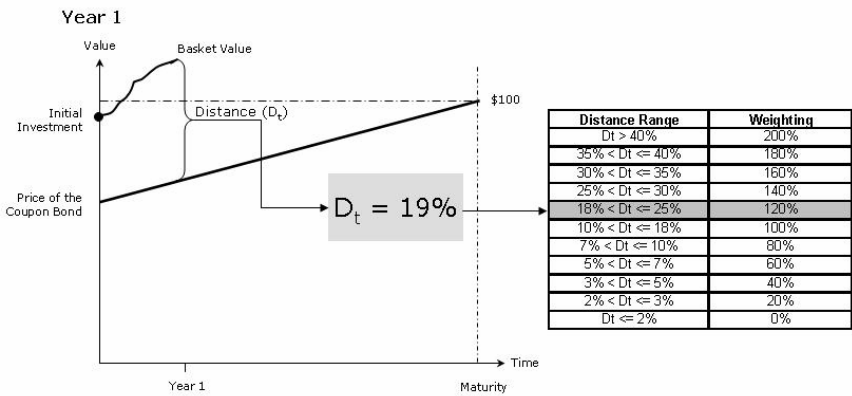 Year 1
Value
Basket Value
$100
Initial
Investment
Distance (Dt)
Price of the
Coupon Bond
Dt = 19%
Time
Year 1
Maturity
Distance Range Weighting
Dt > 40% 200%
35% < Dt <= 40% 180%
30% < Dt <= 35% 160%
25% < Dt <= 30% 140%
18% < Dt <= 25% 120%
10% < Dt <= 18% 100%
7% < Dt <= 10% 80%
5% < Dt <= 7% 60%
3% < Dt <= 5% 40%
2% < Dt <= 3% 20%
Dt <= 2% 0%